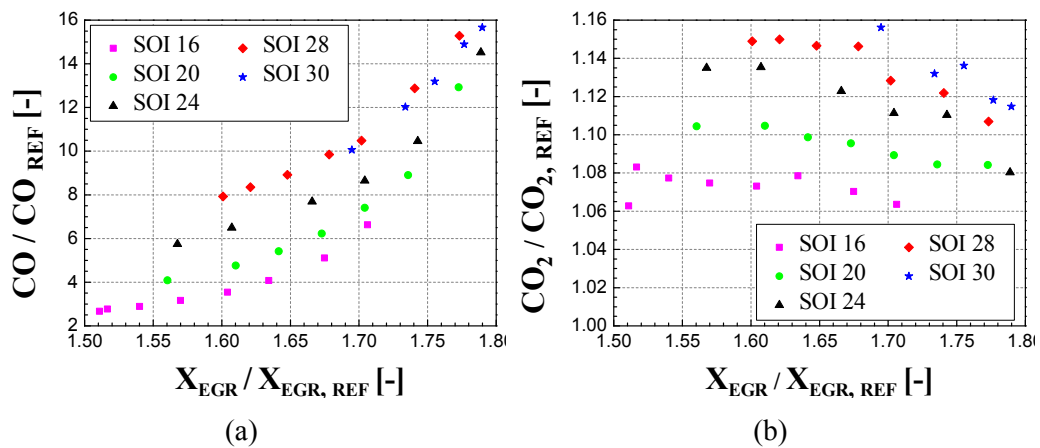 CO / CO REF [-]
16
14
12
10
8
6
4
2
SOI 16 SOI 28
SOI 20 SOI 30
SOI 24
1.50 1.55 1.60 1.65 1.70 1.75 1.80
X EGR / X EGR, REF [-]
(a)
CO2 / CO2, REF [-]
1.16
1.14
1.12
1.10
1.08
1.06
1.04
1.02
1.00
SOI 16 SOI 28
SOI 20 SOI 30
SOI 24
1.50 1.55 1.60 1.65 1.70 1.75 1.80
X EGR / X EGR, REF [-]
(b)